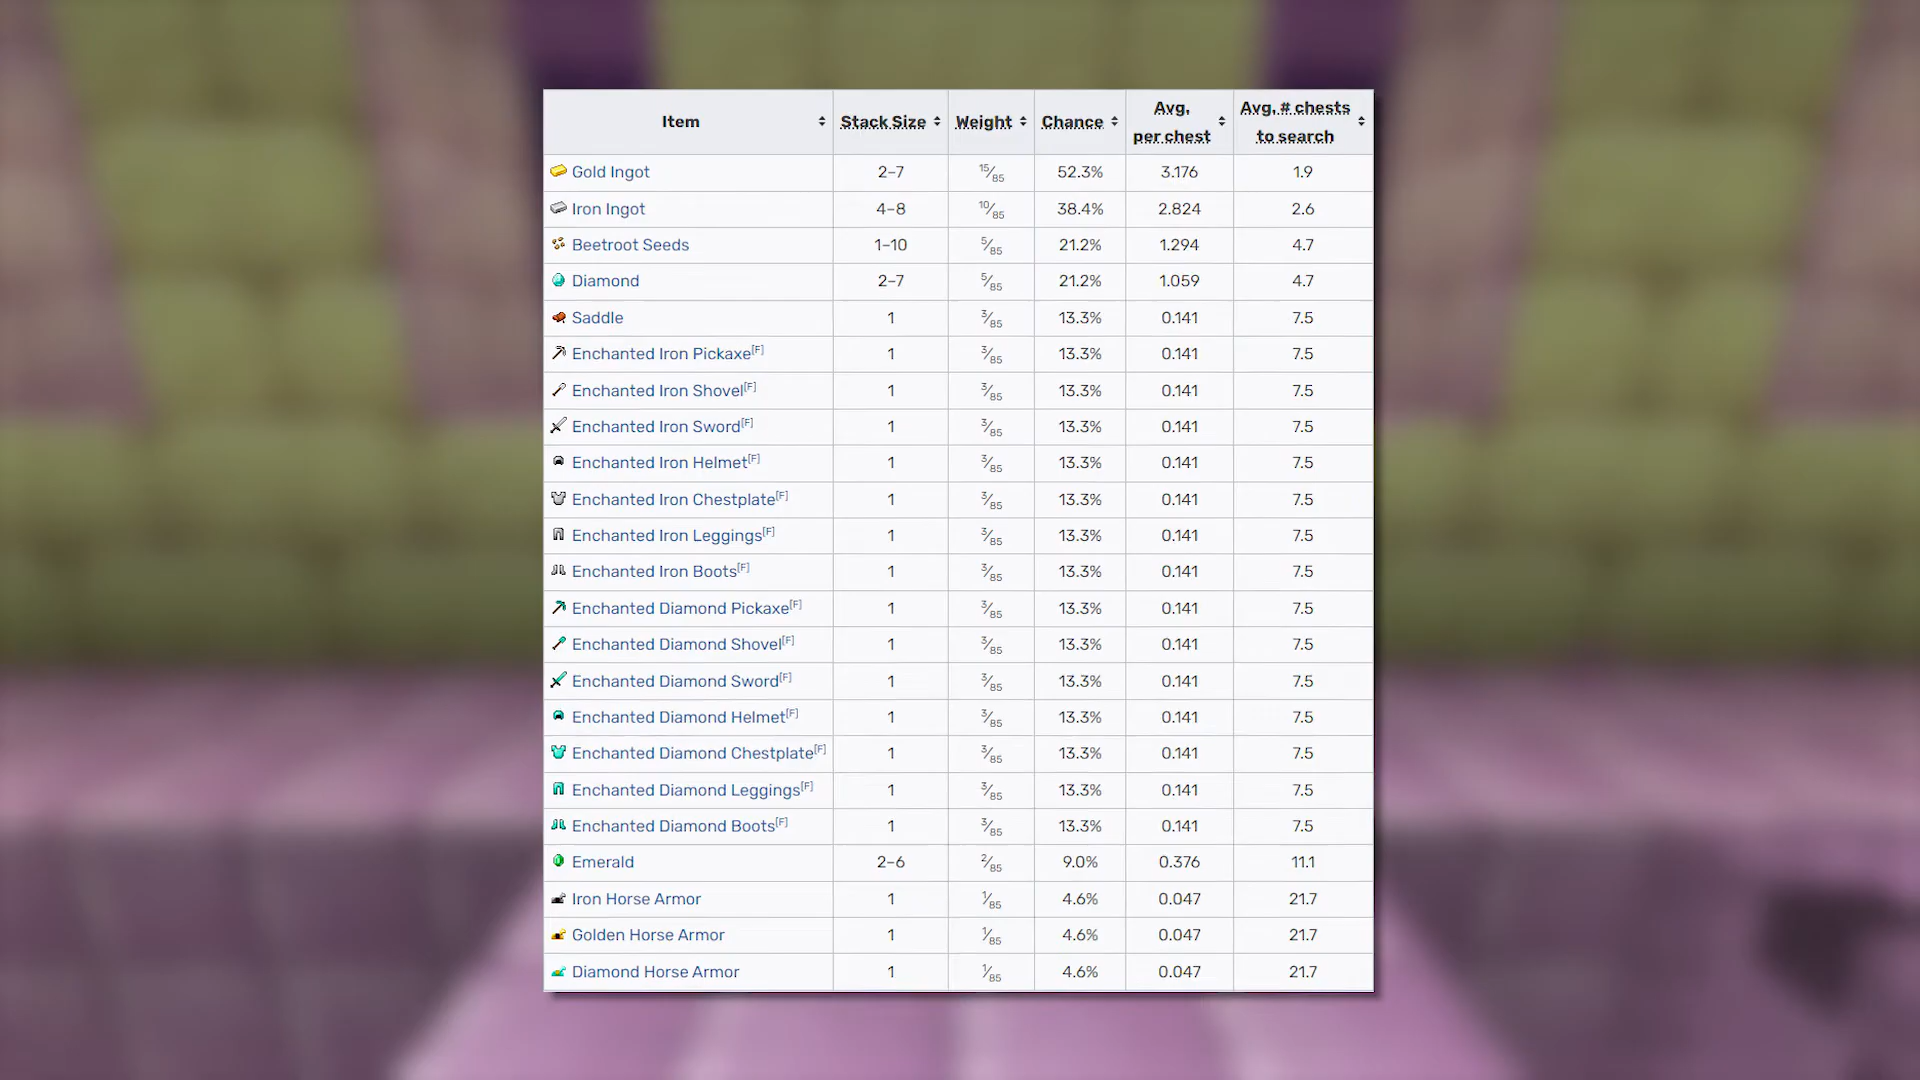 Item Stack Size Weight Chance Avg. per chest Avg. # chests to search
Gold Ingot 2–7 15/85 52.3% 3.176 1.9
Iron Ingot 4–8 10/85 38.4% 2.824 2.6
Beetroot Seeds 1–10 5/85 21.2% 1.294 4.7
Diamond 2–7 5/85 21.2% 1.059 4.7
Saddle 1 3/85 13.3% 0.141 7.5
Enchanted Iron Pickaxe[F] 1 3/85 13.3% 0.141 7.5
Enchanted Iron Shovel[F] 1 3/85 13.3% 0.141 7.5
Enchanted Iron Sword[F] 1 3/85 13.3% 0.141 7.5
Enchanted Iron Helmet[F] 1 3/85 13.3% 0.141 7.5
Enchanted Iron Chestplate[F] 1 3/85 13.3% 0.141 7.5
Enchanted Iron Leggings[F] 1 3/85 13.3% 0.141 7.5
Enchanted Iron Boots[F] 1 3/85 13.3% 0.141 7.5
Enchanted Diamond Pickaxe[F] 1 3/85 13.3% 0.141 7.5
Enchanted Diamond Shovel[F] 1 3/85 13.3% 0.141 7.5
Enchanted Diamond Sword[F] 1 3/85 13.3% 0.141 7.5
Enchanted Diamond Helmet[F] 1 3/85 13.3% 0.141 7.5
Enchanted Diamond Chestplate[F] 1 3/85 13.3% 0.141 7.5
Enchanted Diamond Leggings[F] 1 3/85 13.3% 0.141 7.5
Enchanted Diamond Boots[F] 1 3/85 13.3% 0.141 7.5
Emerald 2–6 2/85 9.0% 0.376 11.1
Iron Horse Armor 1 1/85 4.6% 0.047 21.7
Golden Horse Armor 1 1/85 4.6% 0.047 21.7
Diamond Horse Armor 1 1/85 4.6% 0.047 21.7